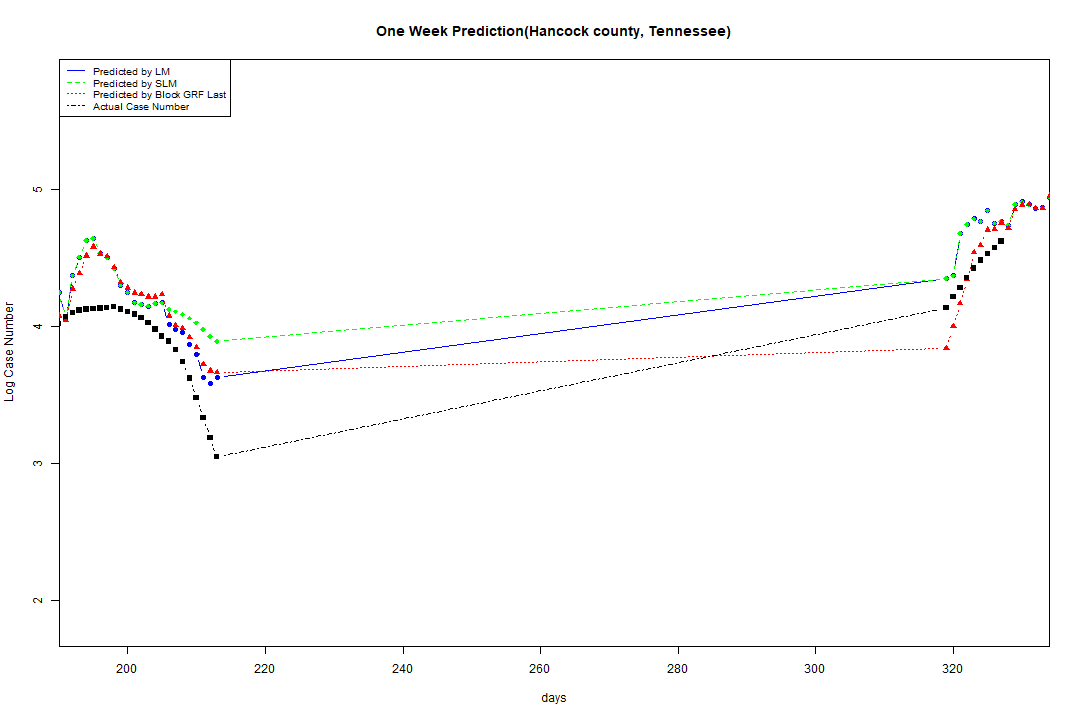 One Week Prediction(Hancock county, Tennessee)
Predicted by LM
Predicted by SLM
Predicted by Block GRF Last
Actual Case Number
5
4
3
2
Log Case Number
200 220 240 260 280 300 320
days